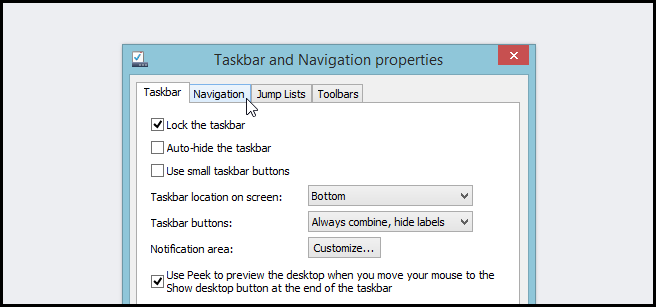 Taskbar and Navigation properties
Taskbar Navigation Jump Lists Toolbars
Lock the taskbar
Auto-hide the taskbar
Use small taskbar buttons
Taskbar location on screen: Bottom
Taskbar buttons: Always combine, hide labels
Notification area: Customize...
Use Peek to preview the desktop when you move your mouse to the
Show desktop button at the end of the taskbar